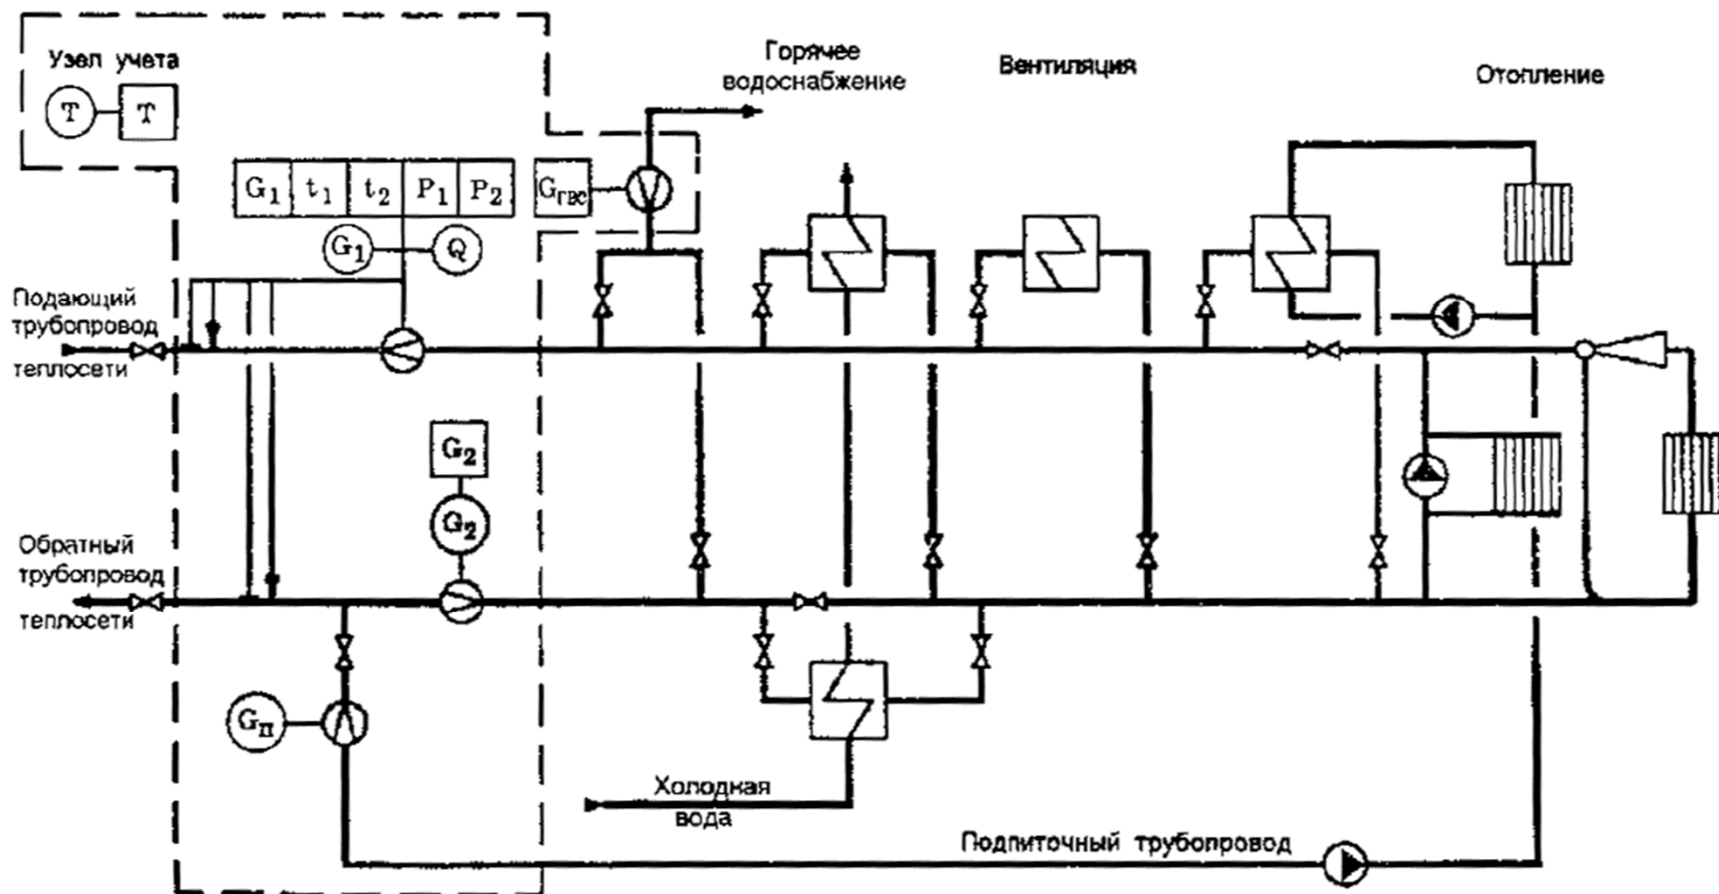 Узел учета
T T
Горячее
водоснабжение
Вентиляция
Отопление
G₁ t₁ t₂ P₁ P₂
Gгвс
G₁ Q
Подающий
трубопровод
теплосети
G₂
G₂
Обратный
трубопровод
теплосети
Gп
Холодная
вода
Подпиточный трубопровод